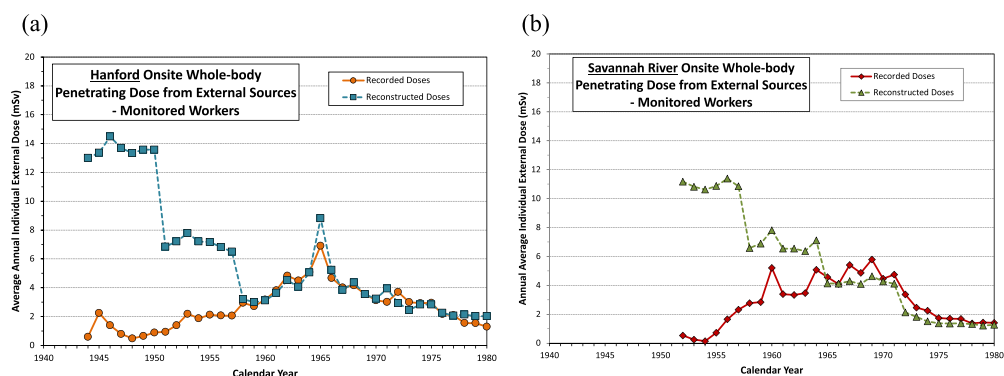 (a)
Hanford Onsite Whole-body
Penetrating Dose from External Sources
- Monitored Workers
Recorded Doses
Reconstructed Doses
Average Annual Individual External Dose (mSv)
20
18
16
14
12
10
8
6
4
2
0
1940 1945 1950 1955 1960 1965 1970 1975 1980
Calendar Year
(b)
Savannah River Onsite Whole-body
Penetrating Dose from External Sources
- Monitored Workers
Recorded Doses
Reconstructed Doses
Annual Average Individual External Dose (mSv)
20
18
16
14
12
10
8
6
4
2
0
1940 1945 1950 1955 1960 1965 1970 1975 1980
Calendar Year